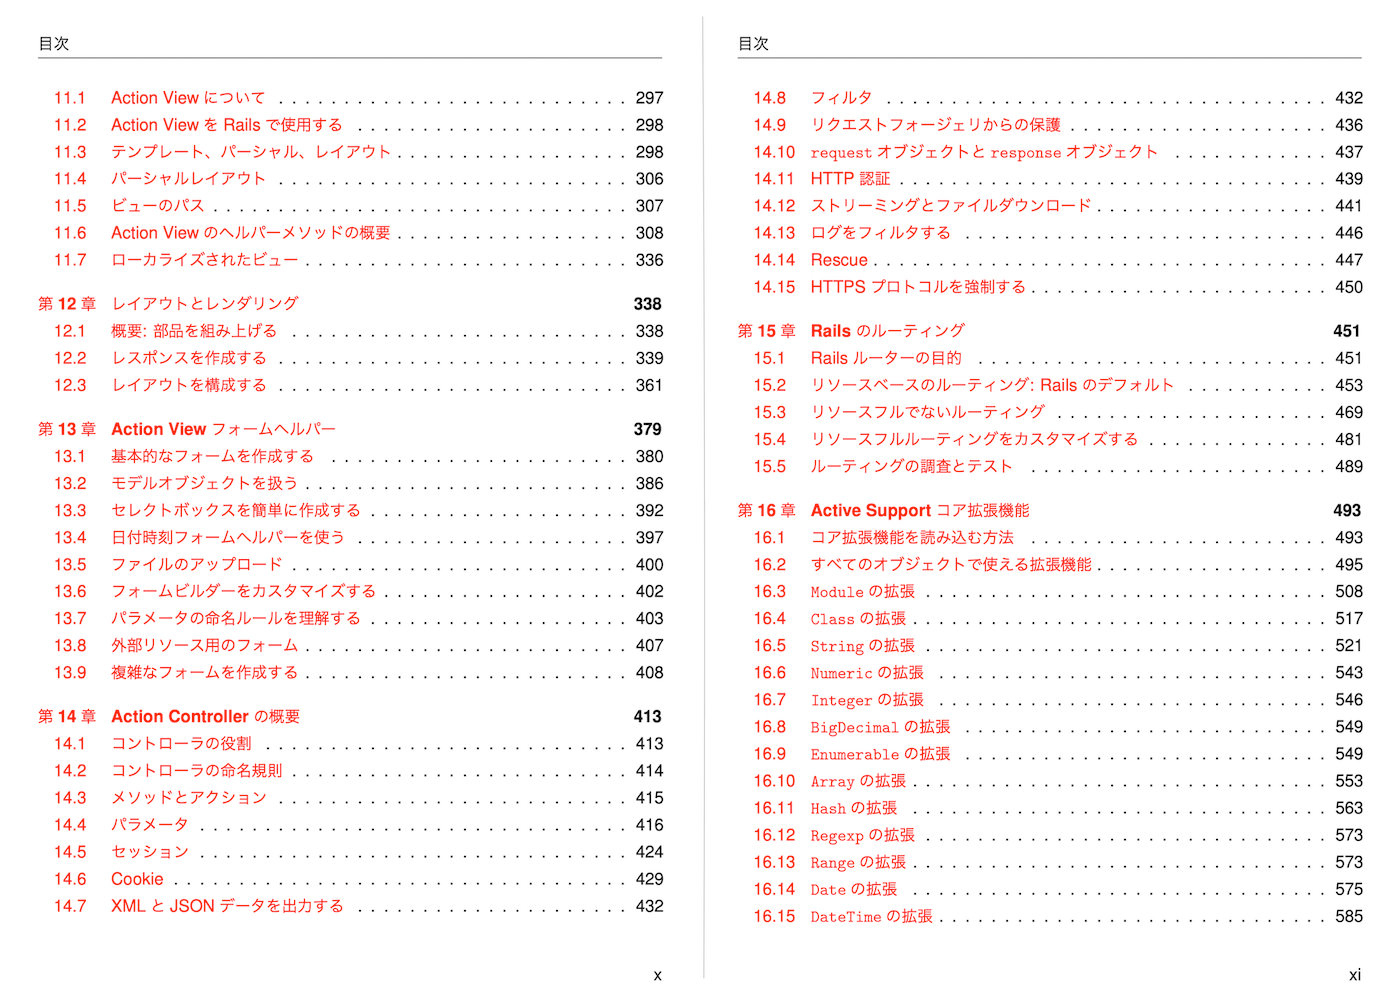 目次
11.1 Action View について 297
11.2 Action View を Rails で使用する 298
11.3 テンプレート、パーシャル、レイアウト 298
11.4 パーシャルレイアウト 306
11.5 ビューのパス 307
11.6 Action View のヘルパーメソッドの概要 308
11.7 ローカライズされたビュー 336
第 12 章 レイアウトとレンダリング 338
12.1 概要: 部品を組み上げる 338
12.2 レスポンスを作成する 339
12.3 レイアウトを構成する 361
第 13 章 Action View フォームヘルパー 379
13.1 基本的なフォームを作成する 380
13.2 モデルオブジェクトを扱う 386
13.3 セレクトボックスを簡単に作成する 392
13.4 日付時刻フォームヘルパーを使う 397
13.5 ファイルのアップロード 400
13.6 フォームビルダーをカスタマイズする 402
13.7 パラメータの命名ルールを理解する 403
13.8 外部リソース用のフォーム 407
13.9 複雑なフォームを作成する 408
第 14 章 Action Controller の概要 413
14.1 コントローラの役割 413
14.2 コントローラの命名規則 414
14.3 メソッドとアクション 415
14.4 パラメータ 416
14.5 セッション 424
14.6 Cookie 429
14.7 XML と JSON データを出力する 432
x
目次
14.8 フィルタ 432
14.9 リクエストフォージェリからの保護 436
14.10 request オブジェクトと response オブジェクト 437
14.11 HTTP 認証 439
14.12 ストリーミングとファイルダウンロード 441
14.13 ログをフィルタする 446
14.14 Rescue 447
14.15 HTTPS プロトコルを強制する 450
第 15 章 Rails のルーティング 451
15.1 Rails ルーターの目的 451
15.2 リソースベースのルーティング: Rails のデフォルト 453
15.3 リソースフルでないルーティング 469
15.4 リソースフルルーティングをカスタマイズする 481
15.5 ルーティングの調査とテスト 489
第 16 章 Active Support コア拡張機能 493
16.1 コア拡張機能を読み込む方法 493
16.2 すべてのオブジェクトで使える拡張機能 495
16.3 Module の拡張 508
16.4 Class の拡張 517
16.5 String の拡張 521
16.6 Numeric の拡張 543
16.7 Integer の拡張 546
16.8 BigDecimal の拡張 549
16.9 Enumerable の拡張 549
16.10 Array の拡張 553
16.11 Hash の拡張 563
16.12 Regexp の拡張 573
16.13 Range の拡張 573
16.14 Date の拡張 575
16.15 DateTime の拡張 585
xi